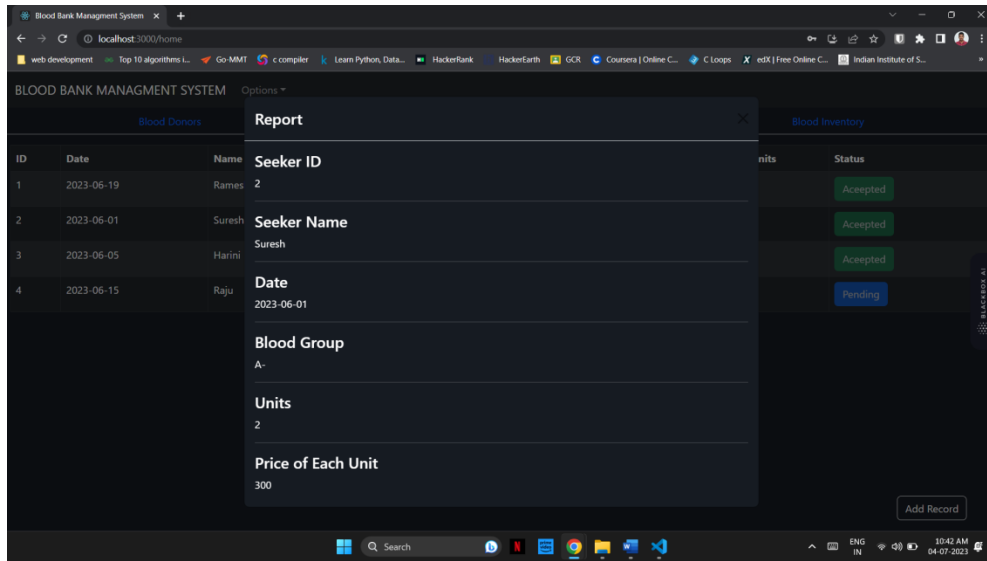 Blood Bank Managment System
localhost:3000/home
web development Top 10 algorithms i... Go-MMT c compiler Learn Python, Data... HackerRank HackerEarth GCR Coursera | Online C... C Loops edX | Free Online C... Indian Institute of S... »
BLOOD BANK MANAGMENT SYSTEM Options
Blood Donors Blood Inventory
Report
ID Date Name nits Status
Seeker ID
2
1 2023-06-19 Rames Aceepted
2 2023-06-01 Suresh Aceepted
Seeker Name
Suresh
3 2023-06-05 Harini Aceepted
Date
2023-06-01
4 2023-06-15 Raju Pending
BLACKBOX AI
Blood Group
A-
Units
2
Price of Each Unit
300
Add Record
Search
ENG
IN
10:42 AM
04-07-2023